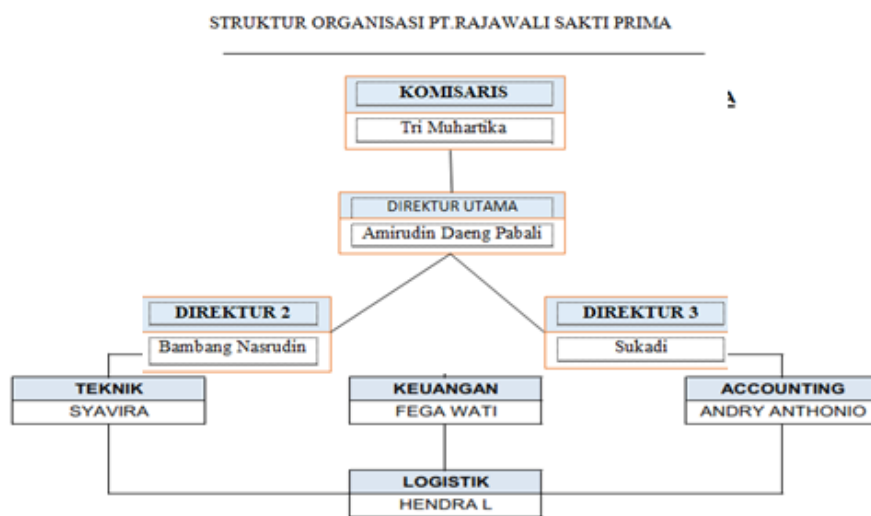 STRUKTUR ORGANISASI PT.RAJAWALI SAKTI PRIMA
KOMISARIS
A
Tri Muhartika
DIREKTUR UTAMA
Amirudin Daeng Pabali
DIREKTUR 2
DIREKTUR 3
Bambang Nasrudin
Sukadi
TEKNIK
KEUANGAN
ACCOUNTING
SYAVIRA
FEGA WATI
ANDRY ANTHONIO
LOGISTIK
HENDRA L